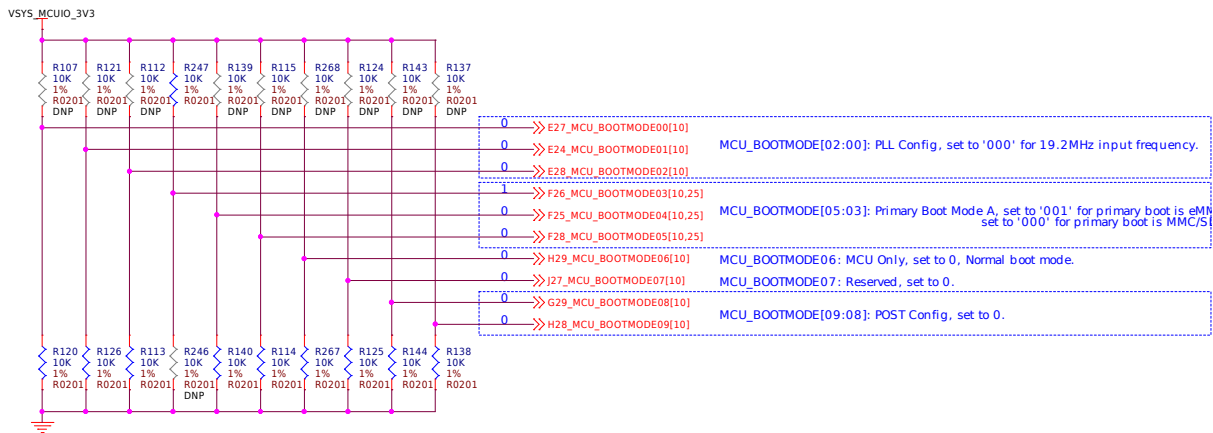 VSYS_MCUIO_3V3
R107 R121 R112 R247 R139 R115 R268 R124 R143 R137
10K 10K 10K 10K 10K 10K 10K 10K 10K 10K
1% 1% 1% 1% 1% 1% 1% 1% 1% 1%
R0201 R0201 R0201 R0201 R0201 R0201 R0201 R0201 R0201 R0201
DNP DNP DNP DNP DNP DNP DNP DNP DNP
0 E27_MCU_BOOTMODE00[10]
MCU_BOOTMODE[02:00]: PLL Config, set to '000' for 19.2MHz input frequency.
0 E24_MCU_BOOTMODE01[10]
0 E28_MCU_BOOTMODE02[10]
1 F26_MCU_BOOTMODE03[10,25]
MCU_BOOTMODE[05:03]: Primary Boot Mode A, set to '001' for primary boot is eM
0 F25_MCU_BOOTMODE04[10,25]
set to '000' for primary boot is MMC/S
0 F28_MCU_BOOTMODE05[10,25]
0 H29_MCU_BOOTMODE06[10] MCU_BOOTMODE06: MCU Only, set to 0, Normal boot mode.
0 J27_MCU_BOOTMODE07[10] MCU_BOOTMODE07: Reserved, set to 0.
0 G29_MCU_BOOTMODE08[10]
MCU_BOOTMODE[09:08]: POST Config, set to 0.
0 H28_MCU_BOOTMODE09[10]
R120 R126 R113 R246 R140 R114 R267 R125 R144 R138
10K 10K 10K 10K 10K 10K 10K 10K 10K 10K
1% 1% 1% 1% 1% 1% 1% 1% 1% 1%
R0201 R0201 R0201 R0201 R0201 R0201 R0201 R0201 R0201 R0201
DNP